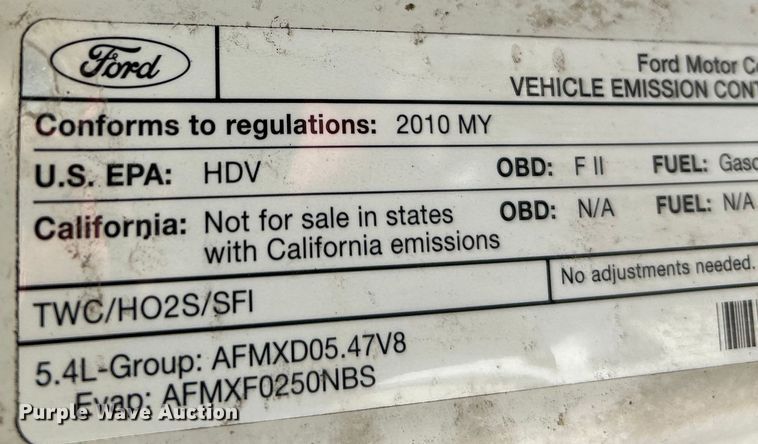 Ford
Ford Motor
VEHICLE EMISSION
Conforms to regulations: 2010 MY
U.S. EPA: HDV OBD: F II FUEL:
California: Not for sale in states with California emissions OBD: N/A FUEL: N/A
TWC/HO2S/SFI
No adjustments needed.
5.4L-Group: AFMXD05.47V8
Evap: AFMXF0250NBS
Purple Wave Auction